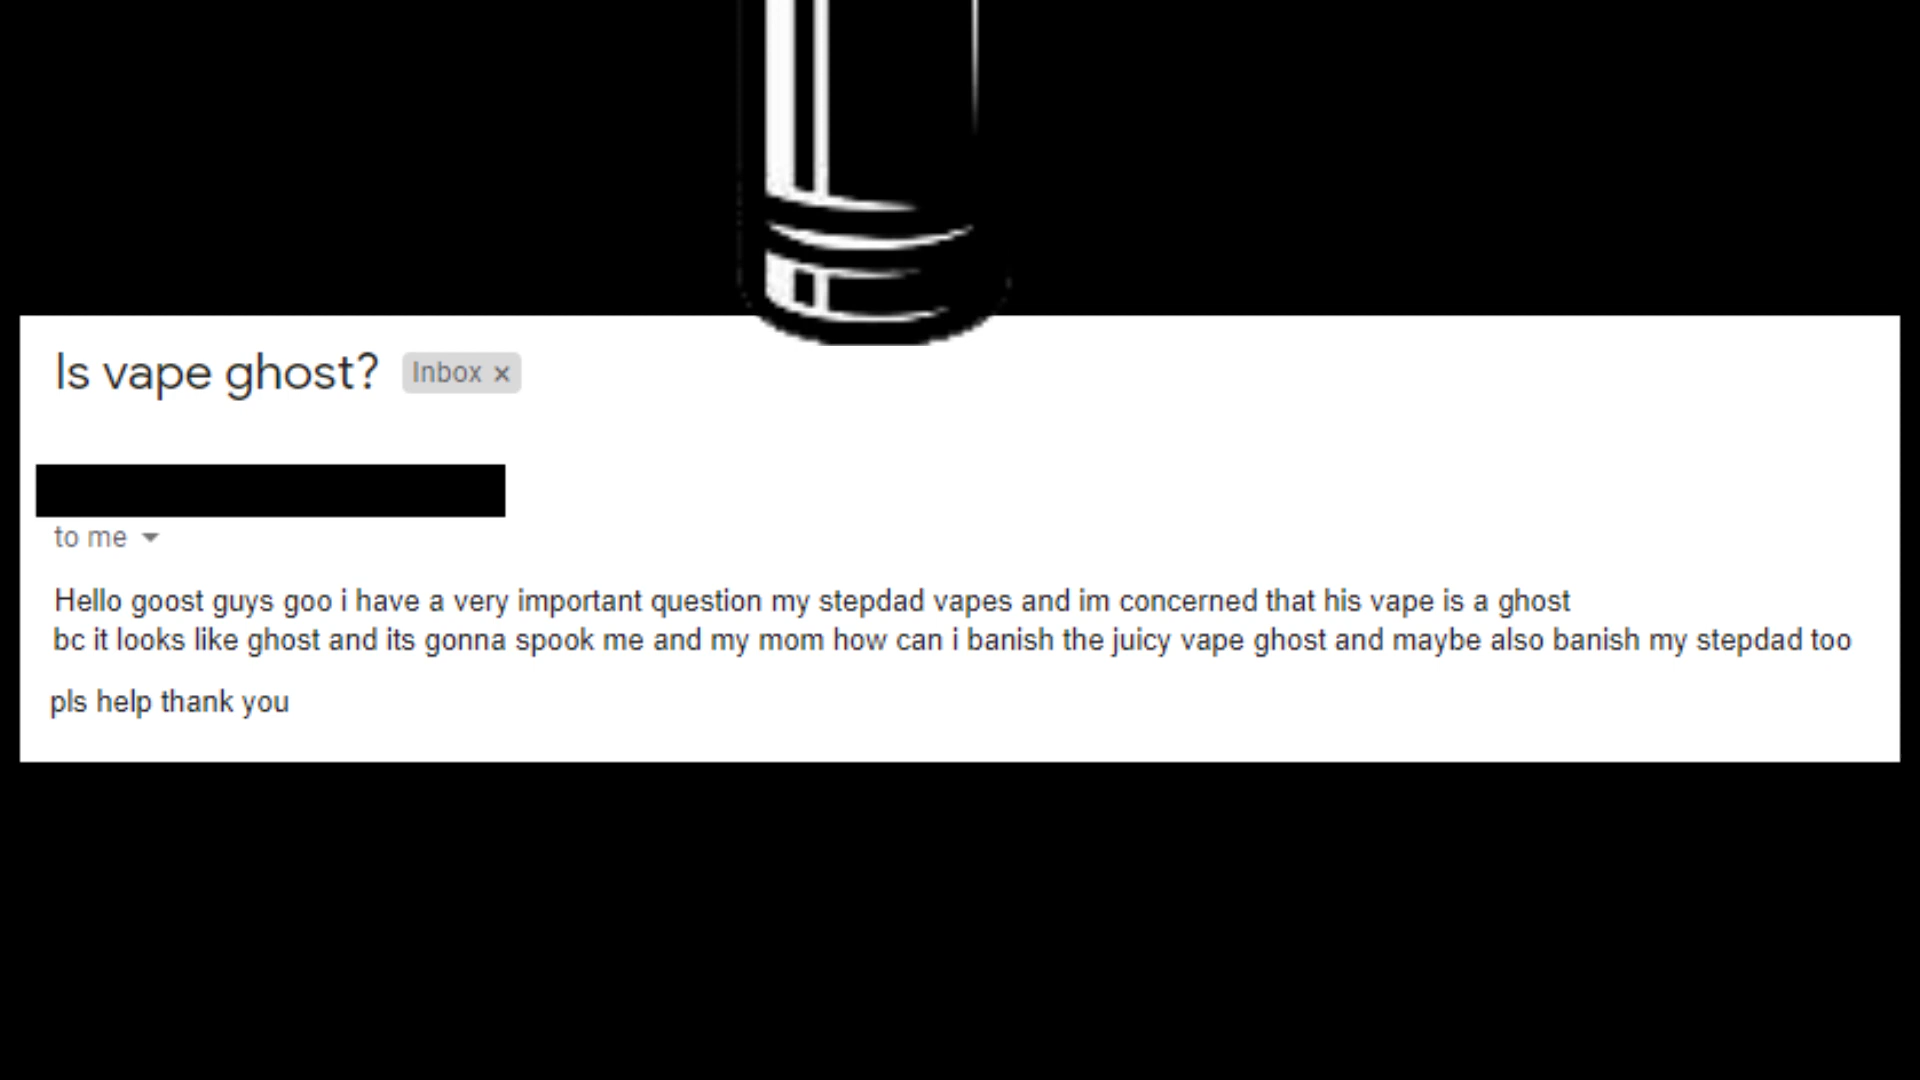 Is vape ghost? Inbox x
to me
Hello goost guys goo i have a very important question my stepdad vapes and im concerned that his vape is a ghost
bc it looks like ghost and its gonna spook me and my mom how can i banish the juicy vape ghost and maybe also banish my stepdad too
pls help thank you